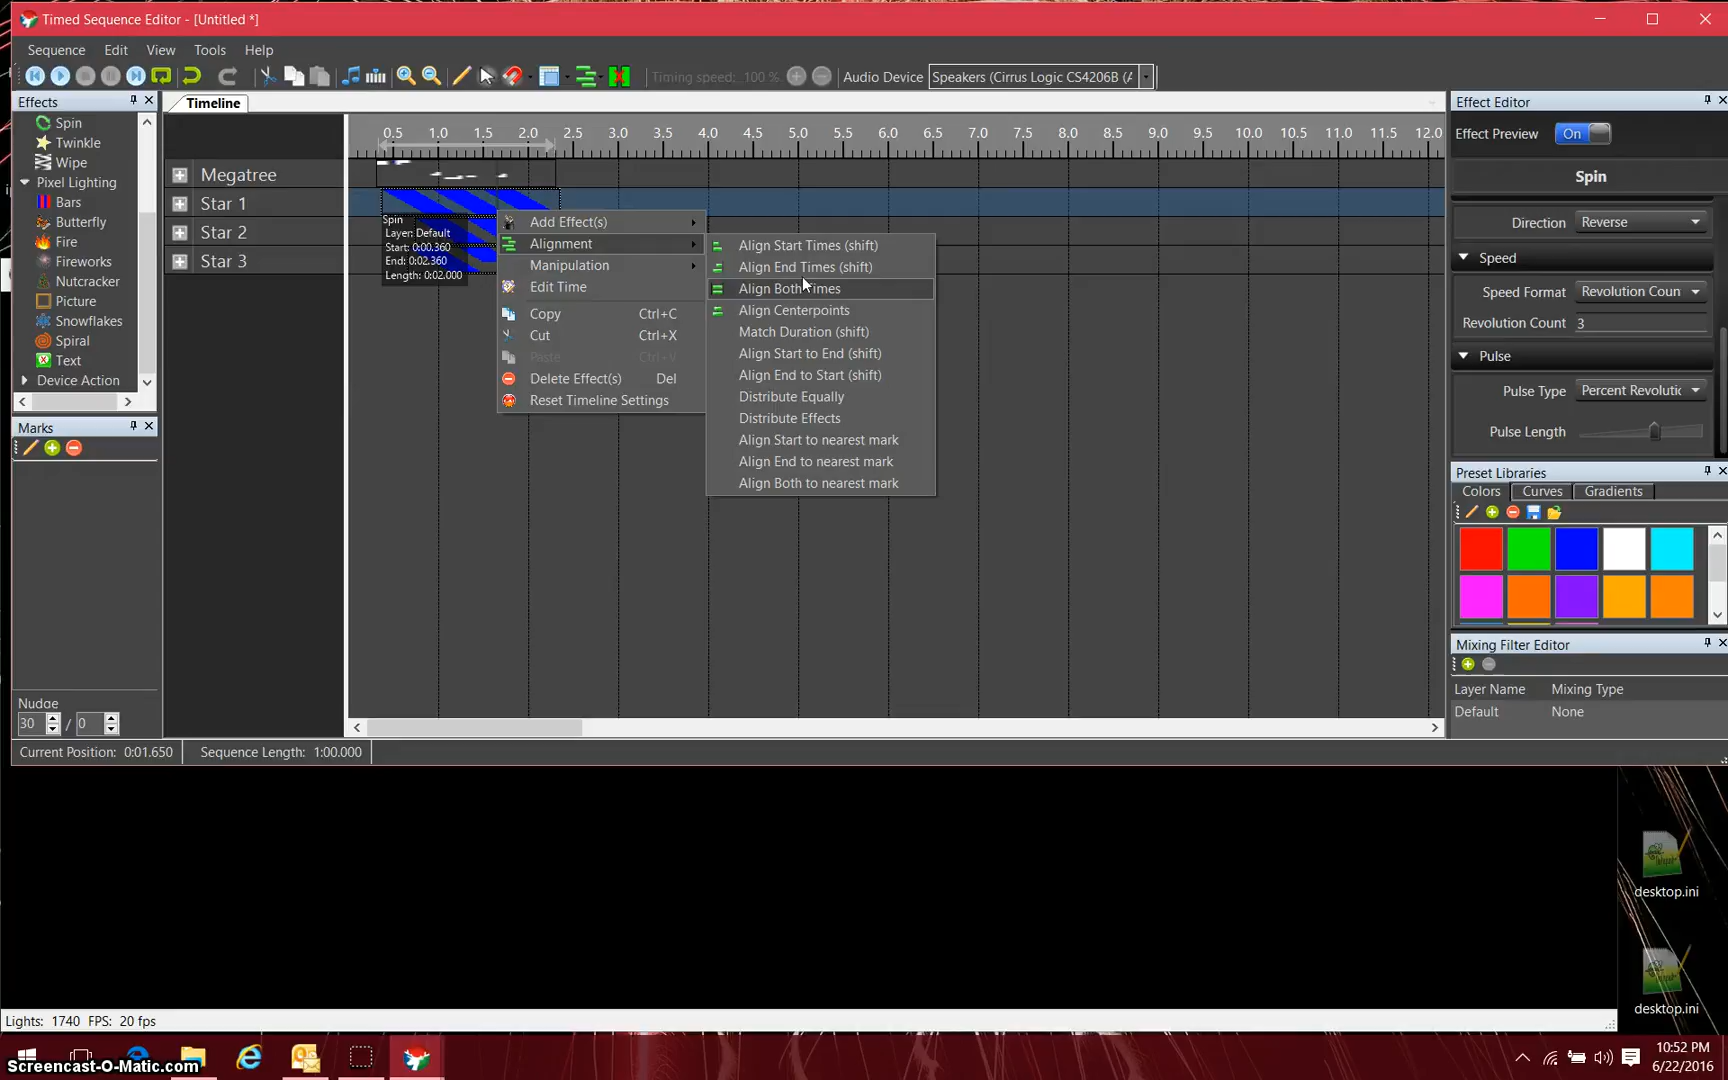 Timed Sequence Editor - [Untitled *]
Sequence Edit View Tools Help
Timing speed: 100 %
Audio Device Speakers (Cirrus Logic CS4206B (A
Effects
Spin
Twinkle
Wipe
Pixel Lighting
Bars
Butterfly
Fire
Fireworks
Nutcracker
Picture
Snowflakes
Spiral
Text
Device Action
Marks
Nudge
30 / 0
Timeline
0.5 1.0 1.5 2.0 2.5 3.0 3.5 4.0 4.5 5.0 5.5 6.0 6.5 7.0 7.5 8.0 8.5 9.0 9.5 10.0 10.5 11.0 11.5 12.0
Megatree
Star 1
Star 2
Star 3
Spin
Layer: Default
Start: 0:00.360
End: 0:02.360
Length: 0:02.000
Add Effect(s)
Alignment
Manipulation
Edit Time
Copy Ctrl+C
Cut Ctrl+X
Paste Ctrl+V
Delete Effect(s) Del
Reset Timeline Settings
Align Start Times (shift)
Align End Times (shift)
Align Both Times
Align Centerpoints
Match Duration (shift)
Align Start to End (shift)
Align End to Start (shift)
Distribute Equally
Distribute Effects
Align Start to nearest mark
Align End to nearest mark
Align Both to nearest mark
Effect Editor
Effect Preview On
Spin
Direction Reverse
Speed
Speed Format Revolution Coun
Revolution Count 3
Pulse
Pulse Type Percent Revolutic
Pulse Length
Preset Libraries
Colors Curves Gradients
Mixing Filter Editor
Layer Name Mixing Type
Default None
Current Position: 0:01.650 Sequence Length: 1:00.000
desktop.ini
desktop.ini
Lights: 1740 FPS: 20 fps
Screencast-O-Matic.com
10:52 PM
6/22/2016